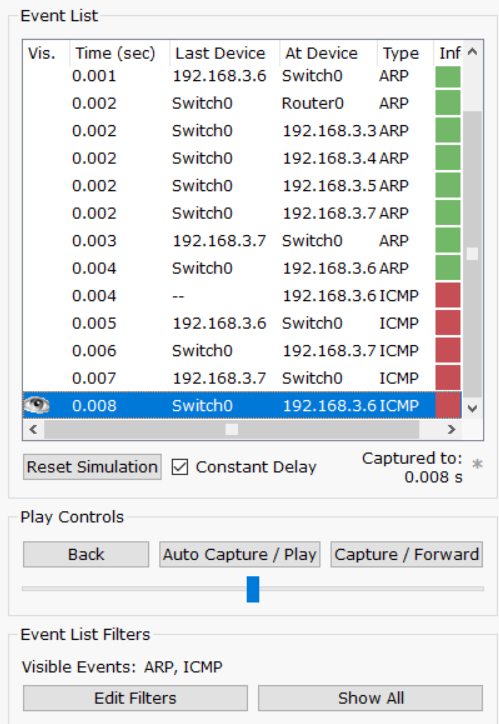 Event List
Vis. Time (sec) Last Device At Device Type Inf
0.001 192.168.3.6 Switch0 ARP
0.002 Switch0 Router0 ARP
0.002 Switch0 192.168.3.3 ARP
0.002 Switch0 192.168.3.4 ARP
0.002 Switch0 192.168.3.5 ARP
0.002 Switch0 192.168.3.7 ARP
0.003 192.168.3.7 Switch0 ARP
0.004 Switch0 192.168.3.6 ARP
0.004 -- 192.168.3.6 ICMP
0.005 192.168.3.6 Switch0 ICMP
0.006 Switch0 192.168.3.7 ICMP
0.007 192.168.3.7 Switch0 ICMP
0.008 Switch0 192.168.3.6 ICMP
Reset Simulation Constant Delay Captured to: *
0.008 s
Play Controls
Back Auto Capture / Play Capture / Forward
Event List Filters
Visible Events: ARP, ICMP
Edit Filters Show All